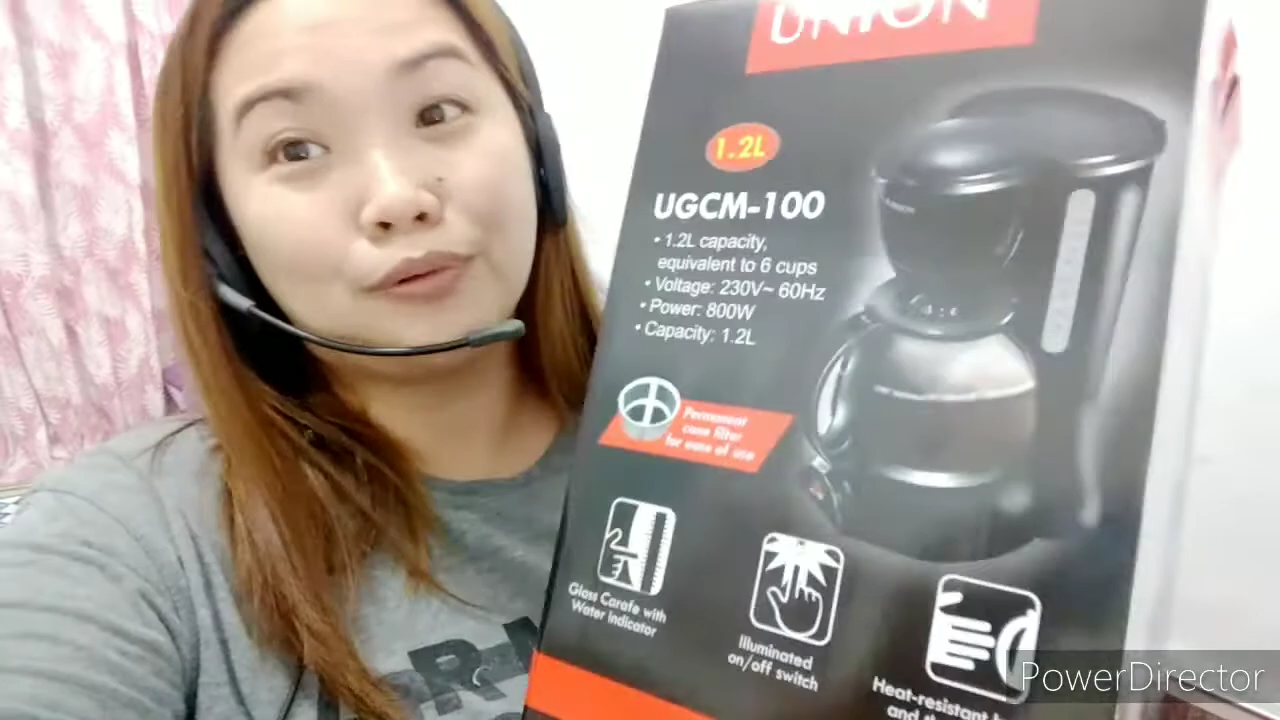 UNION
1.2L
UGCM-100
• 1.2L capacity,
equivalent to 6 cups
• Voltage: 230V~ 60Hz
• Power: 800W
• Capacity: 1.2L
Permanent
cone filter
for ease of use
Glass Carafe with
Water indicator
Illuminated
on/off switch
Heat-resistant
and
PowerDirector